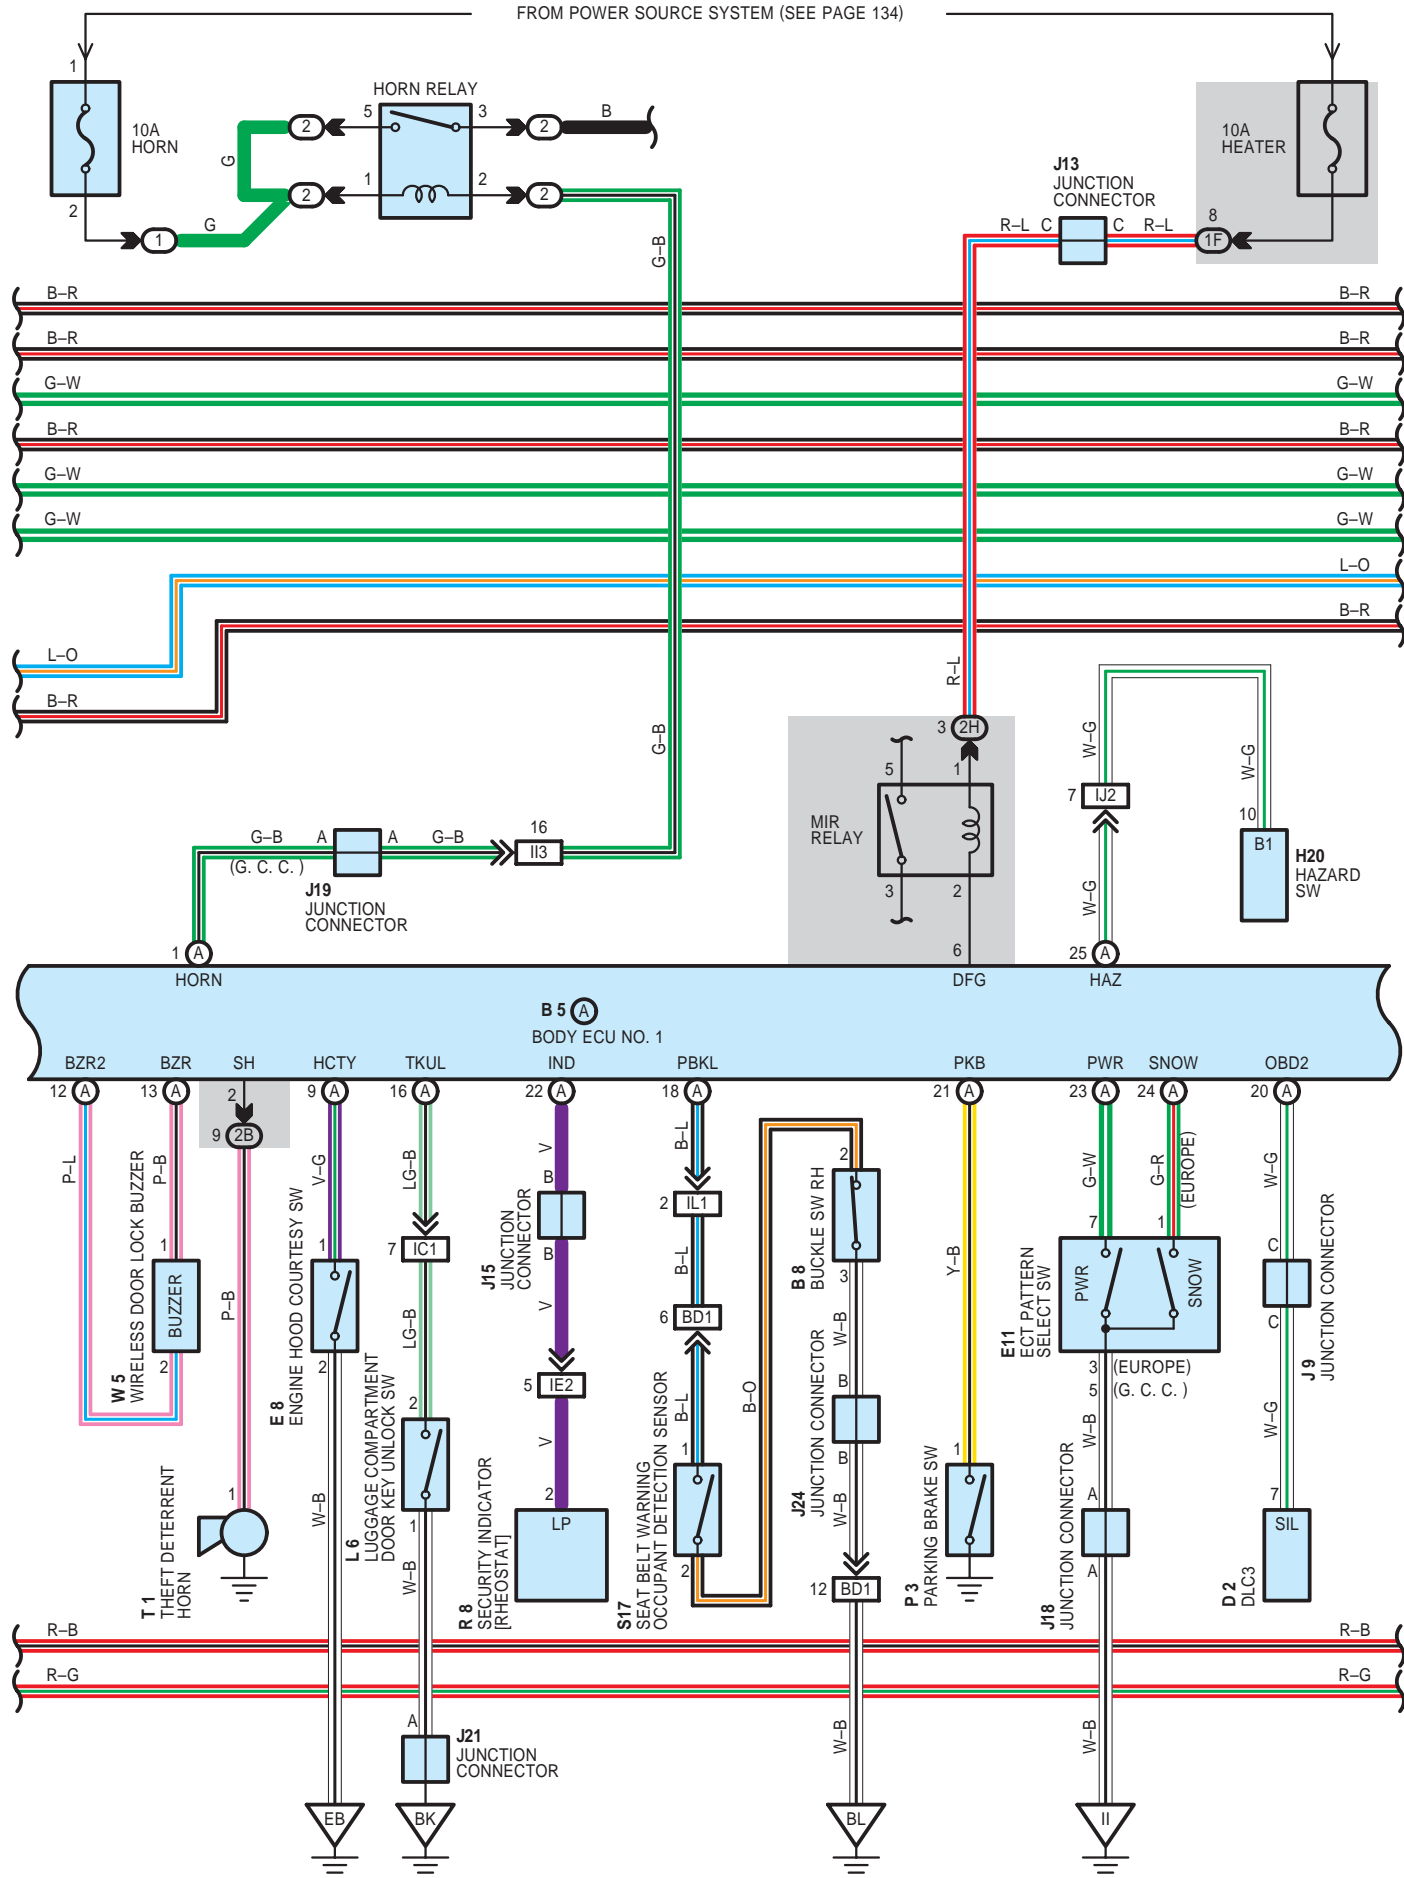 FROM POWER SOURCE SYSTEM (SEE PAGE 134)
1
10A
HORN
2
1
G
G
2
2
HORN RELAY
5
3
1
2
2
2
B
G–B
J13
JUNCTION
CONNECTOR
R–L
C
C
R–L
8
1F
10A
HEATER
B–R
B–R
B–R
B–R
G–W
G–W
B–R
B–R
G–W
G–W
G–W
G–W
L–O
B–R
L–O
B–R
R–L
G–B
3
2H
5
1
MIR
RELAY
3
2
6
W–G
W–G
7
IJ2
W–G
10
B1
H20
HAZARD
SW
G–B
A
A
G–B
16
II3
(G. C. C. )
J19
JUNCTION
CONNECTOR
1
A
25
A
HORN
DFG
HAZ
B 5
A
BODY ECU NO. 1
BZR2
BZR
SH
HCTY
TKUL
IND
PBKL
PKB
PWR
SNOW
OBD2
12
A
13
A
2
9
A
16
A
22
A
18
A
21
A
23
A
24
A
20
A
9
2B
P–L
P–B
1
BUZZER
2
W 5
WIRELESS DOOR LOCK BUZZER
P–B
1
T 1
THEFT DETERRENT
HORN
V–G
1
2
E 8
ENGINE HOOD COURTESY SW
W–B
LG–B
7
IC1
LG–B
2
1
L 6
LUGGAGE COMPARTMENT
DOOR KEY UNLOCK SW
W–B
V
B
B
J15
JUNCTION
CONNECTOR
V
5
IE2
V
2
LP
R 8
SECURITY INDICATOR
[RHEOSTAT]
B–L
2
IL1
B–L
6
BD1
B–L
1
2
S17
SEAT BELT WARNING
OCCUPANT DETECTION SENSOR
B–O
2
3
B 8
BUCKLE SW RH
W–B
B
B
J24
JUNCTION CONNECTOR
W–B
12
BD1
W–B
Y–B
1
P 3
PARKING BRAKE SW
G–W
G–R
(EUROPE)
7
1
PWR
SNOW
E11
ECT PATTERN
SELECT SW
3
(EUROPE)
5
(G. C. C. )
W–B
A
A
J18
JUNCTION CONNECTOR
W–B
W–G
C
C
J 9
JUNCTION CONNECTOR
W–G
7
SIL
D 2
DLC3
R–B
R–B
R–G
R–G
A
J21
JUNCTION
CONNECTOR
EB
BK
BL
II